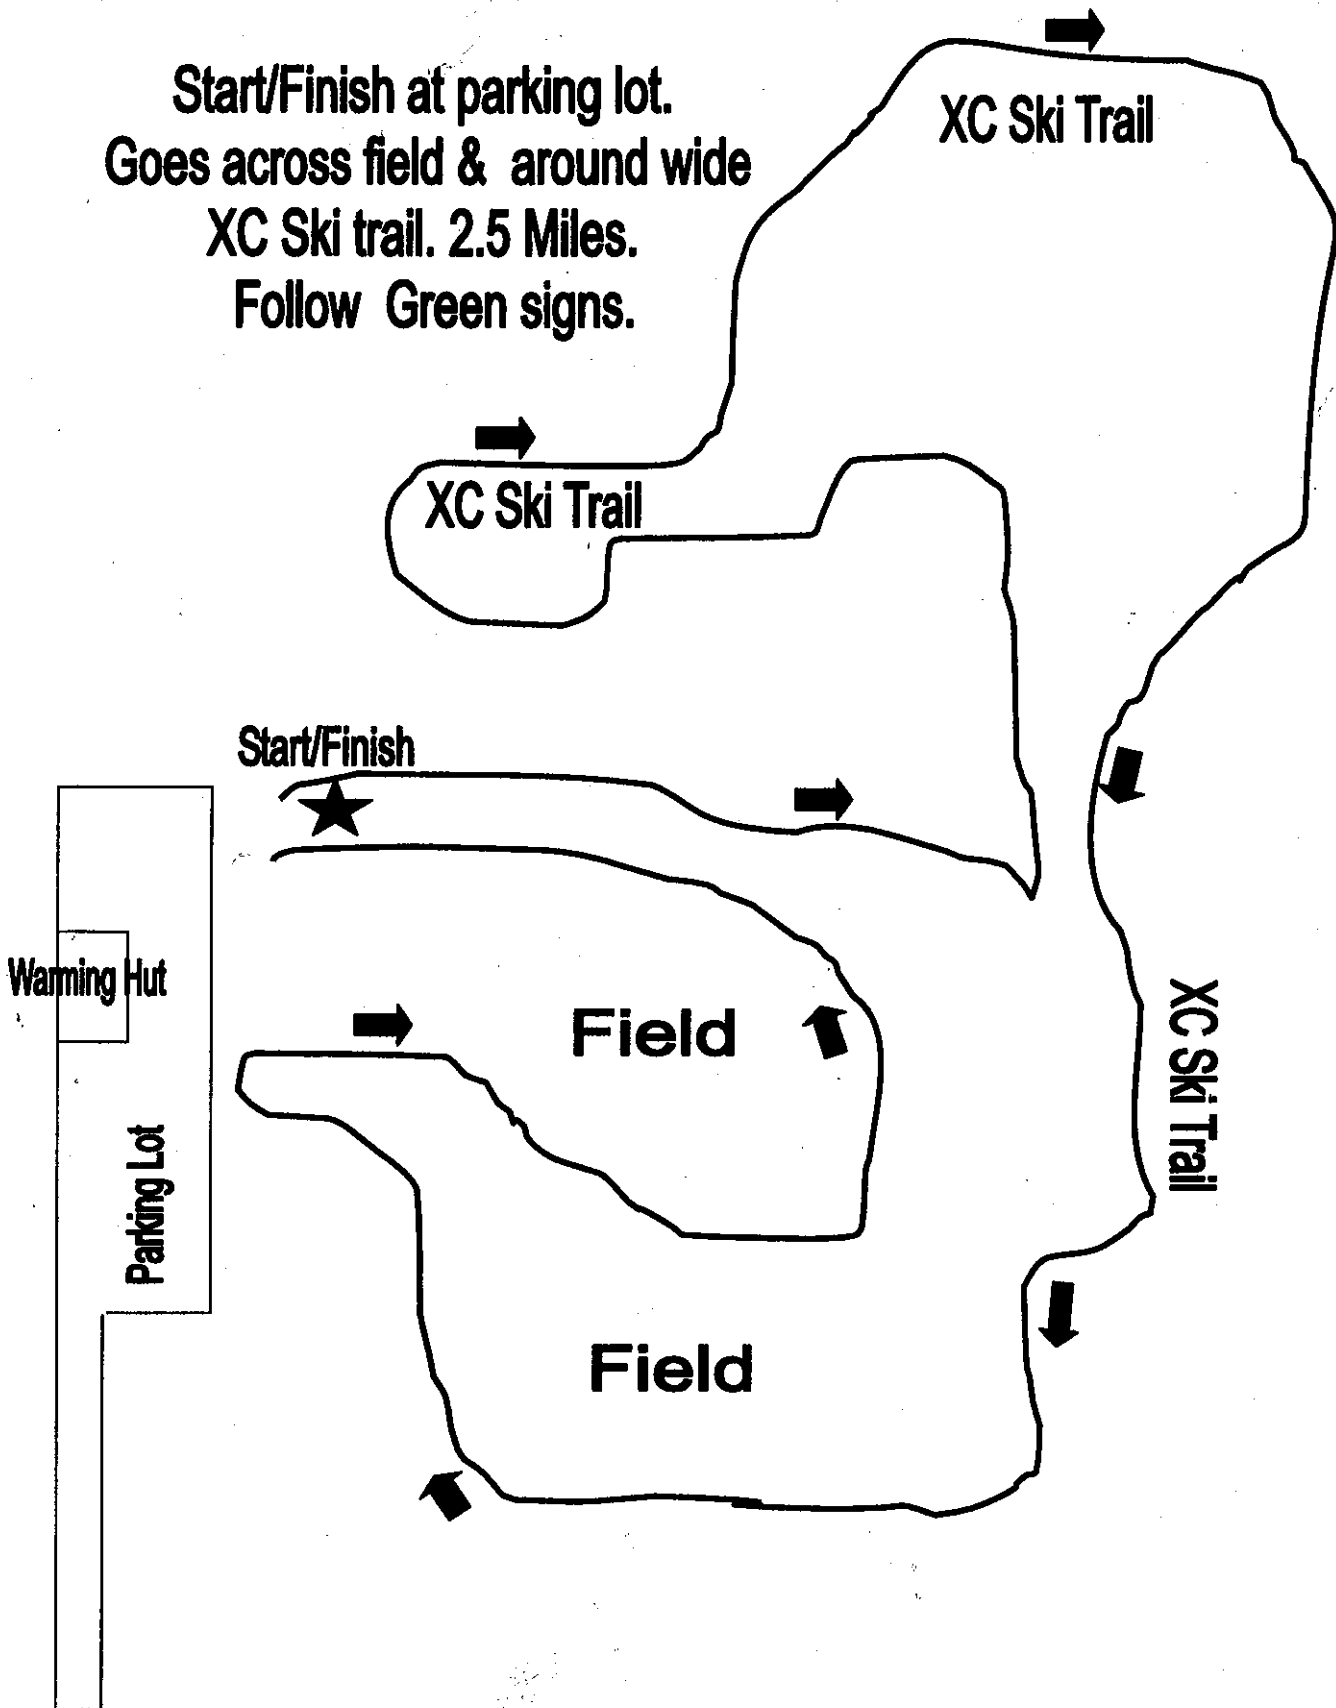 Start/Finish at parking lot.
Goes across field & around wide
XC Ski trail. 2.5 Miles.
Follow Green signs.
XC Ski Trail
XC Ski Trail
Start/Finish
Warming Hut
Field
XC Ski Trail
Parking Lot
Field